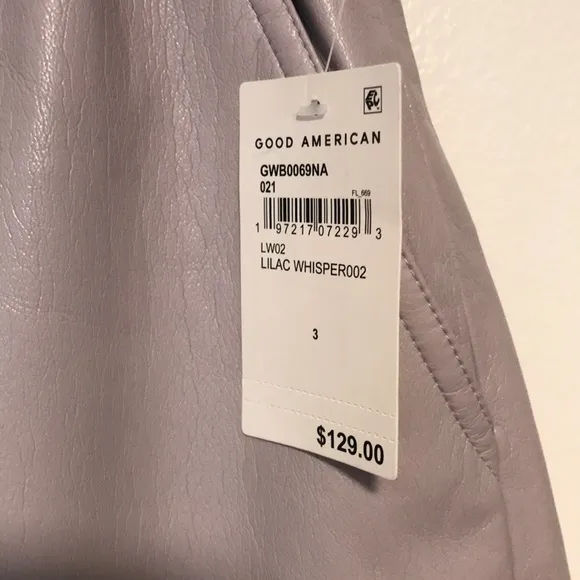 GOOD AMERICAN
GWB0069NA
021
FL_669
1 97217 07229 3
LW02
LILAC WHISPER002
3
$129.00